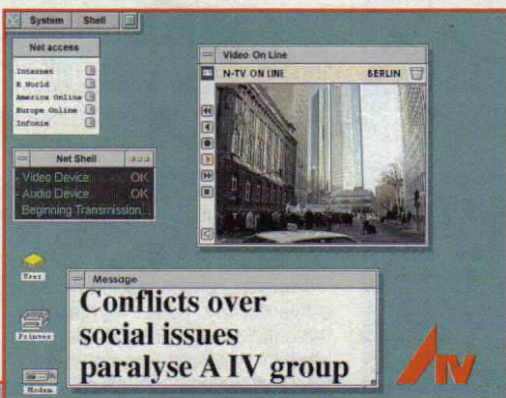 System Shell
Net access
Internet
E World
America Online
Europe Online
Infonie
Video On Line
N-TV ON LINE BERLIN
Net Shell
- Video Device OK
- Audio Device OK
Beginning Transmission...
User
Printer
Modem
Message
Conflicts over
social issues
paralyse A IV group
A IV